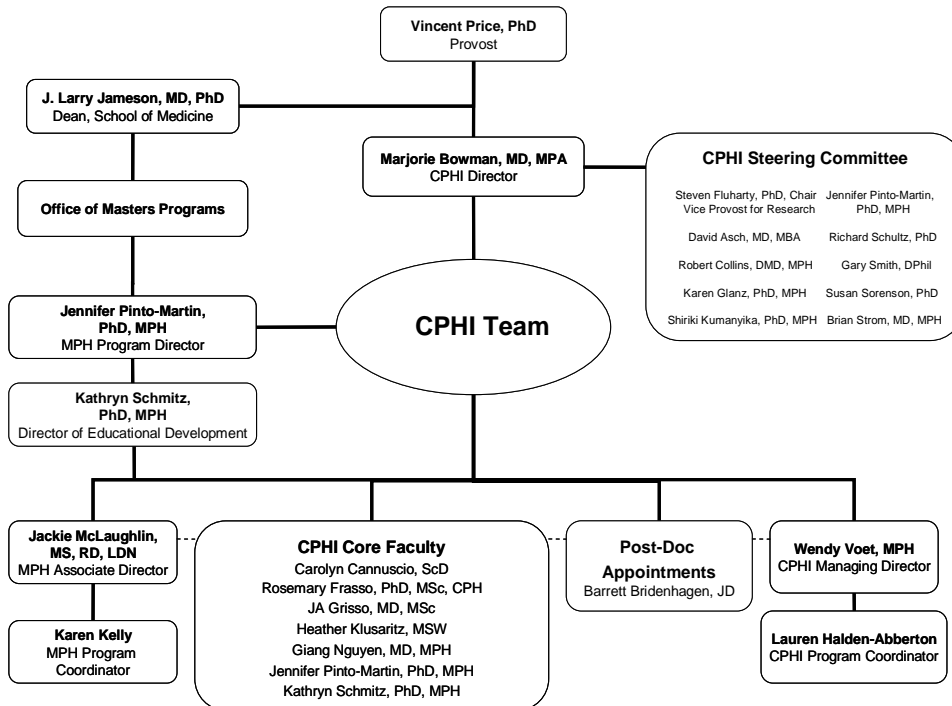 Vincent Price, PhD
Provost
J. Larry Jameson, MD, PhD
Dean, School of Medicine
Marjorie Bowman, MD, MPA
CPHI Director
CPHI Steering Committee
Steven Fluharty, PhD, Chair
Vice Provost for Research
Jennifer Pinto-Martin,
PhD, MPH
David Asch, MD, MBA
Richard Schultz, PhD
Robert Collins, DMD, MPH
Gary Smith, DPhil
Karen Glanz, PhD, MPH
Susan Sorenson, PhD
Shiriki Kumanyika, PhD, MPH
Brian Strom, MD, MPH
Office of Masters Programs
Jennifer Pinto-Martin,
PhD, MPH
MPH Program Director
CPHI Team
Kathryn Schmitz,
PhD, MPH
Director of Educational Development
Jackie McLaughlin,
MS, RD, LDN
MPH Associate Director
Karen Kelly
MPH Program
Coordinator
CPHI Core Faculty
Carolyn Cannuscio, ScD
Rosemary Frasso, PhD, MSc, CPH
JA Grisso, MD, MSc
Heather Klusaritz, MSW
Giang Nguyen, MD, MPH
Jennifer Pinto-Martin, PhD, MPH
Kathryn Schmitz, PhD, MPH
Post-Doc
Appointments
Barrett Bridenhagen, JD
Wendy Voet, MPH
CPHI Managing Director
Lauren Halden-Abberton
CPHI Program Coordinator